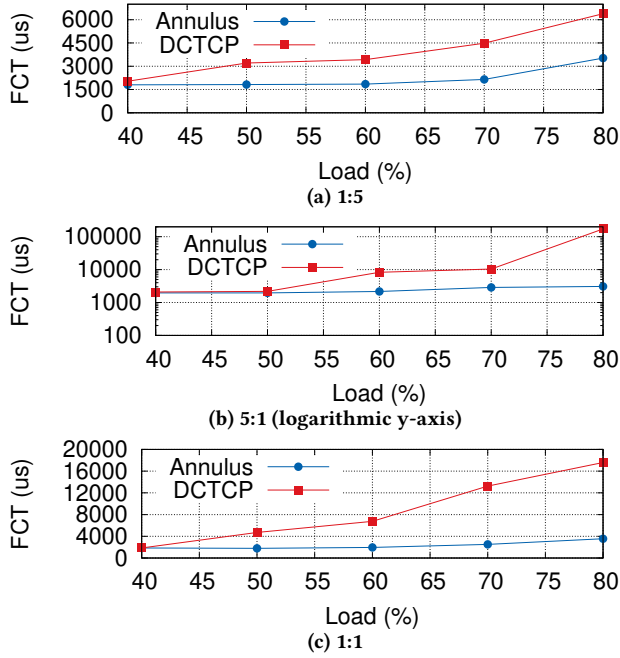 6000
4500
3000
1500
0
FCT (us)
Annulus
DCTCP
40 45 50 55 60 65 70 75 80
Load (%)
(a) 1:5
100000
10000
1000
100
FCT (us)
Annulus
DCTCP
40 45 50 55 60 65 70 75 80
Load (%)
(b) 5:1 (logarithmic y-axis)
20000
16000
12000
8000
4000
0
FCT (us)
Annulus
DCTCP
40 45 50 55 60 65 70 75 80
Load (%)
(c) 1:1